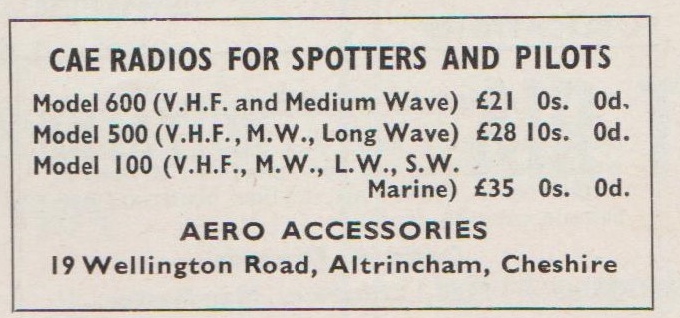 CAE RADIOS FOR SPOTTERS AND PILOTS
Model 600 (V.H.F. and Medium Wave) £21 0s. 0d.
Model 500 (V.H.F., M.W., Long Wave) £28 10s. 0d.
Model 100 (V.H.F., M.W., L.W., S.W.
Marine) £35 0s. 0d.
AERO ACCESSORIES
19 Wellington Road, Altrincham, Cheshire